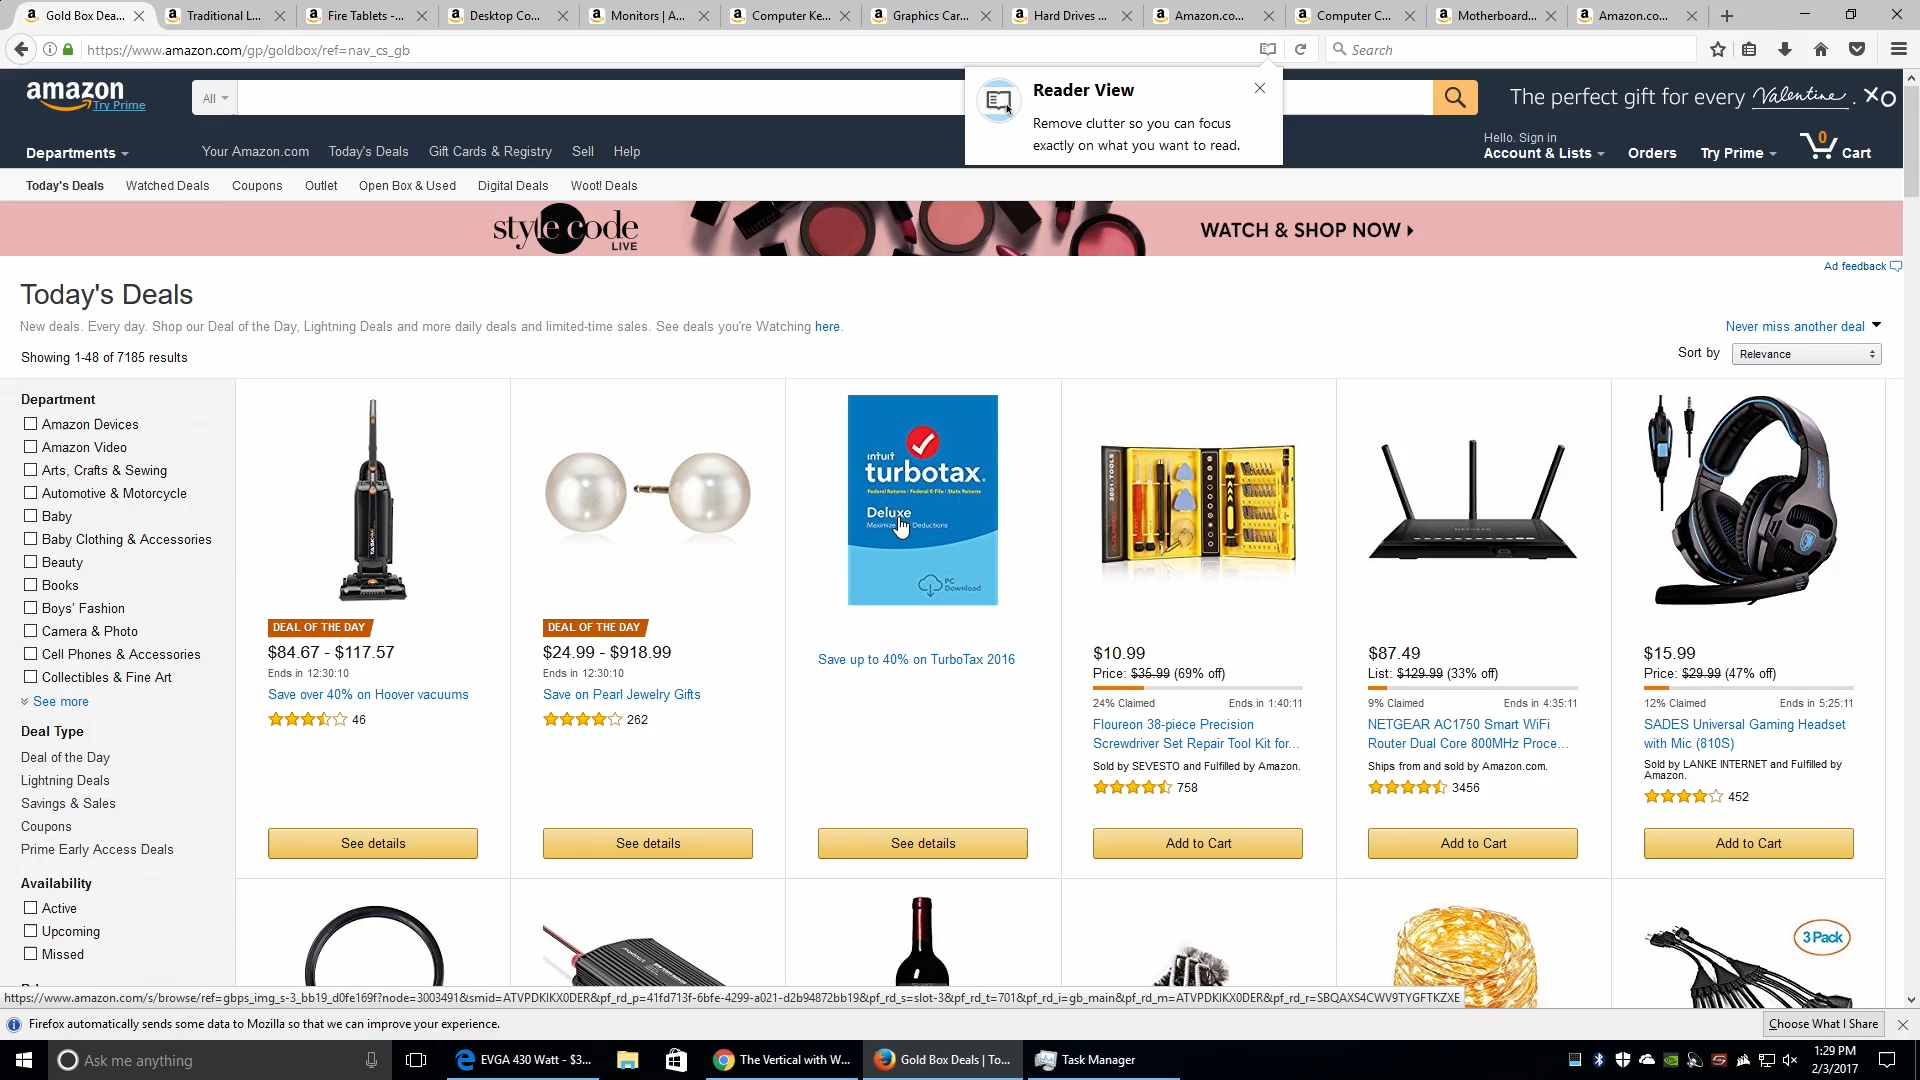 Gold Box Dea...
Traditional L...
Fire Tablets -...
Desktop Co...
Monitors | A...
Computer Ke...
Graphics Car...
Hard Drives ...
Amazon.co...
Computer C...
Motherboard...
Amazon.co...
https://www.amazon.com/gp/goldbox/ref=nav_cs_gb
Search
amazon
Try Prime
All
Reader View
Remove clutter so you can focus
exactly on what you want to read.
The perfect gift for every Valentine. XO
Departments
Your Amazon.com
Today's Deals
Gift Cards & Registry
Sell
Help
Hello. Sign in
Account & Lists
Orders
Try Prime
0
Cart
Today's Deals
Watched Deals
Coupons
Outlet
Open Box & Used
Digital Deals
Woot! Deals
style code
LIVE
WATCH & SHOP NOW
Ad feedback
Today's Deals
New deals. Every day. Shop our Deal of the Day, Lightning Deals and more daily deals and limited-time sales. See deals you're Watching here.
Never miss another deal
Showing 1-48 of 7185 results
Sort by
Relevance
Department
Amazon Devices
Amazon Video
Arts, Crafts & Sewing
Automotive & Motorcycle
Baby
Baby Clothing & Accessories
Beauty
Books
Boys' Fashion
Camera & Photo
Cell Phones & Accessories
Collectibles & Fine Art
See more
Deal Type
Deal of the Day
Lightning Deals
Savings & Sales
Coupons
Prime Early Access Deals
Availability
Active
Upcoming
Missed
DEAL OF THE DAY
$84.67 - $117.57
Ends in 12:30:10
Save over 40% on Hoover vacuums
46
See details
DEAL OF THE DAY
$24.99 - $918.99
Ends in 12:30:10
Save on Pearl Jewelry Gifts
262
See details
intuit
turbotax
Federal Returns | Federal E-File | State Returns
Deluxe
Deductions
PC
Download
Save up to 40% on TurboTax 2016
See details
$10.99
Price: $35.99 (69% off)
24% Claimed
Ends in 1:40:11
Floureon 38-piece Precision
Screwdriver Set Repair Tool Kit for...
Sold by SEVESTO and Fulfilled by Amazon.
758
Add to Cart
NETGEAR
$87.49
List: $129.99 (33% off)
9% Claimed
Ends in 4:35:11
NETGEAR AC1750 Smart WiFi
Router Dual Core 800MHz Proce...
Ships from and sold by Amazon.com.
3456
Add to Cart
$15.99
Price: $29.99 (47% off)
12% Claimed
Ends in 5:25:11
SADES Universal Gaming Headset
with Mic (810S)
Sold by LANKE INTERNET and Fulfilled by
Amazon.
452
Add to Cart
3 Pack
https://www.amazon.com/s/browse/ref=gbps_img_s-3_bb19_d0fe169f?node=3003491&smid=ATVPDKIKX0DER&pf_rd_p=41fd713f-6bfe-4299-a021-d2b94872bb19&pf_rd_s=slot-3&pf_rd_t=701&pf_rd_i=gb_main&pf_rd_m=ATVPDKIKX0DER&pf_rd_r=SBQAXS4CWV9TYGFTKZXE
Firefox automatically sends some data to Mozilla so that we can improve your experience.
Choose What I Share
Ask me anything
EVGA 430 Watt - $3...
The Vertical with W...
Gold Box Deals | To...
Task Manager
1:29 PM
2/3/2017